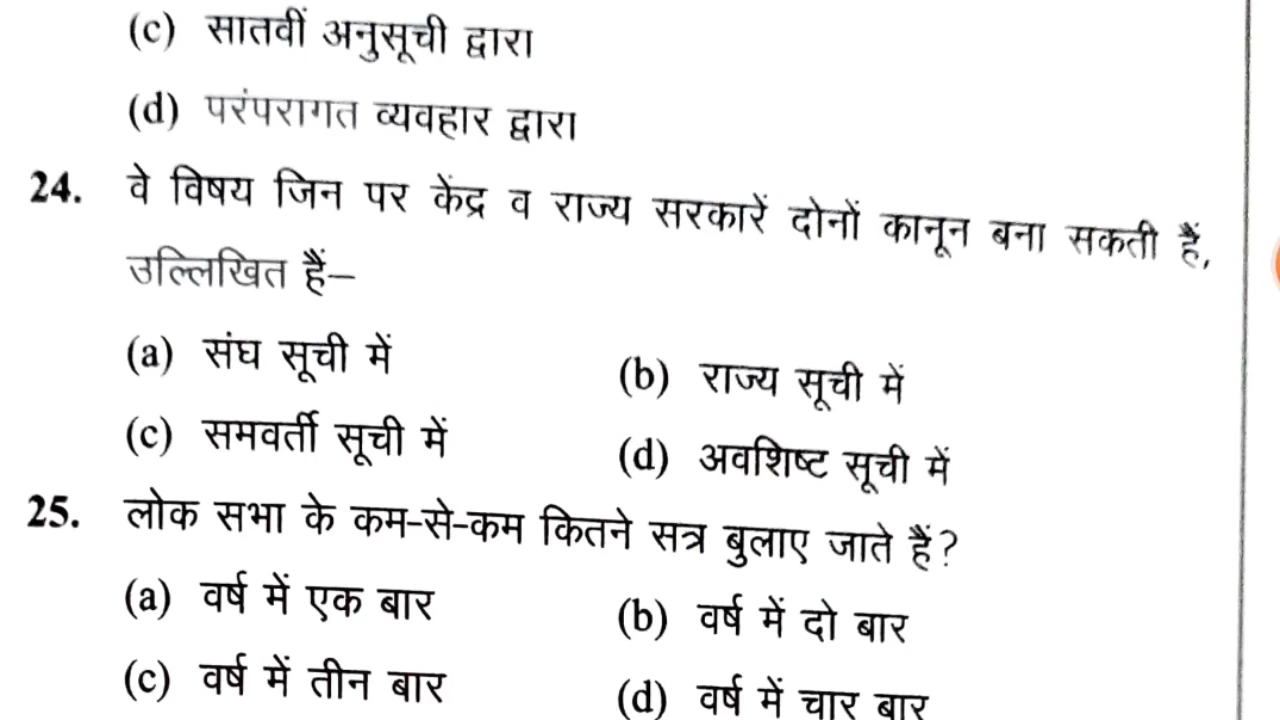 (c) सातवीं अनुसूची द्वारा
(d) परंपरागत व्यवहार द्वारा
24. वे विषय जिन पर केंद्र व राज्य सरकारें दोनों कानून बना सकती हैं,
उल्लिखित हैं–
(a) संघ सूची में (b) राज्य सूची में
(c) समवर्ती सूची में (d) अवशिष्ट सूची में
25. लोक सभा के कम-से-कम कितने सत्र बुलाए जाते हैं?
(a) वर्ष में एक बार (b) वर्ष में दो बार
(c) वर्ष में तीन बार (d) वर्ष में चार बार